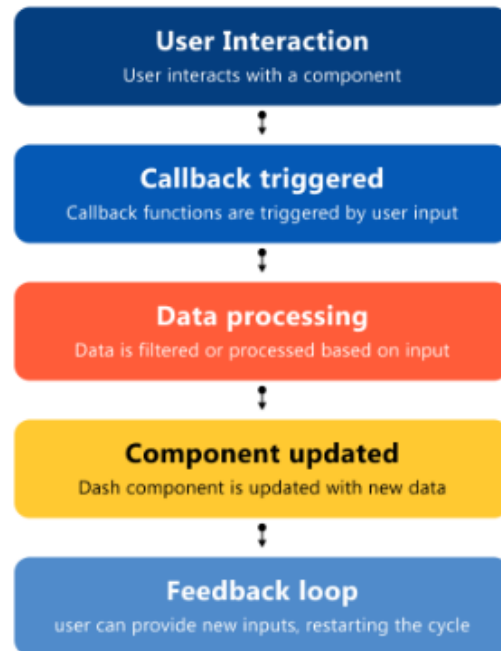 User Interaction
User interacts with a component
Callback triggered
Callback functions are triggered by user input
Data processing
Data is filtered or processed based on input
Component updated
Dash component is updated with new data
Feedback loop
user can provide new inputs, restarting the cycle